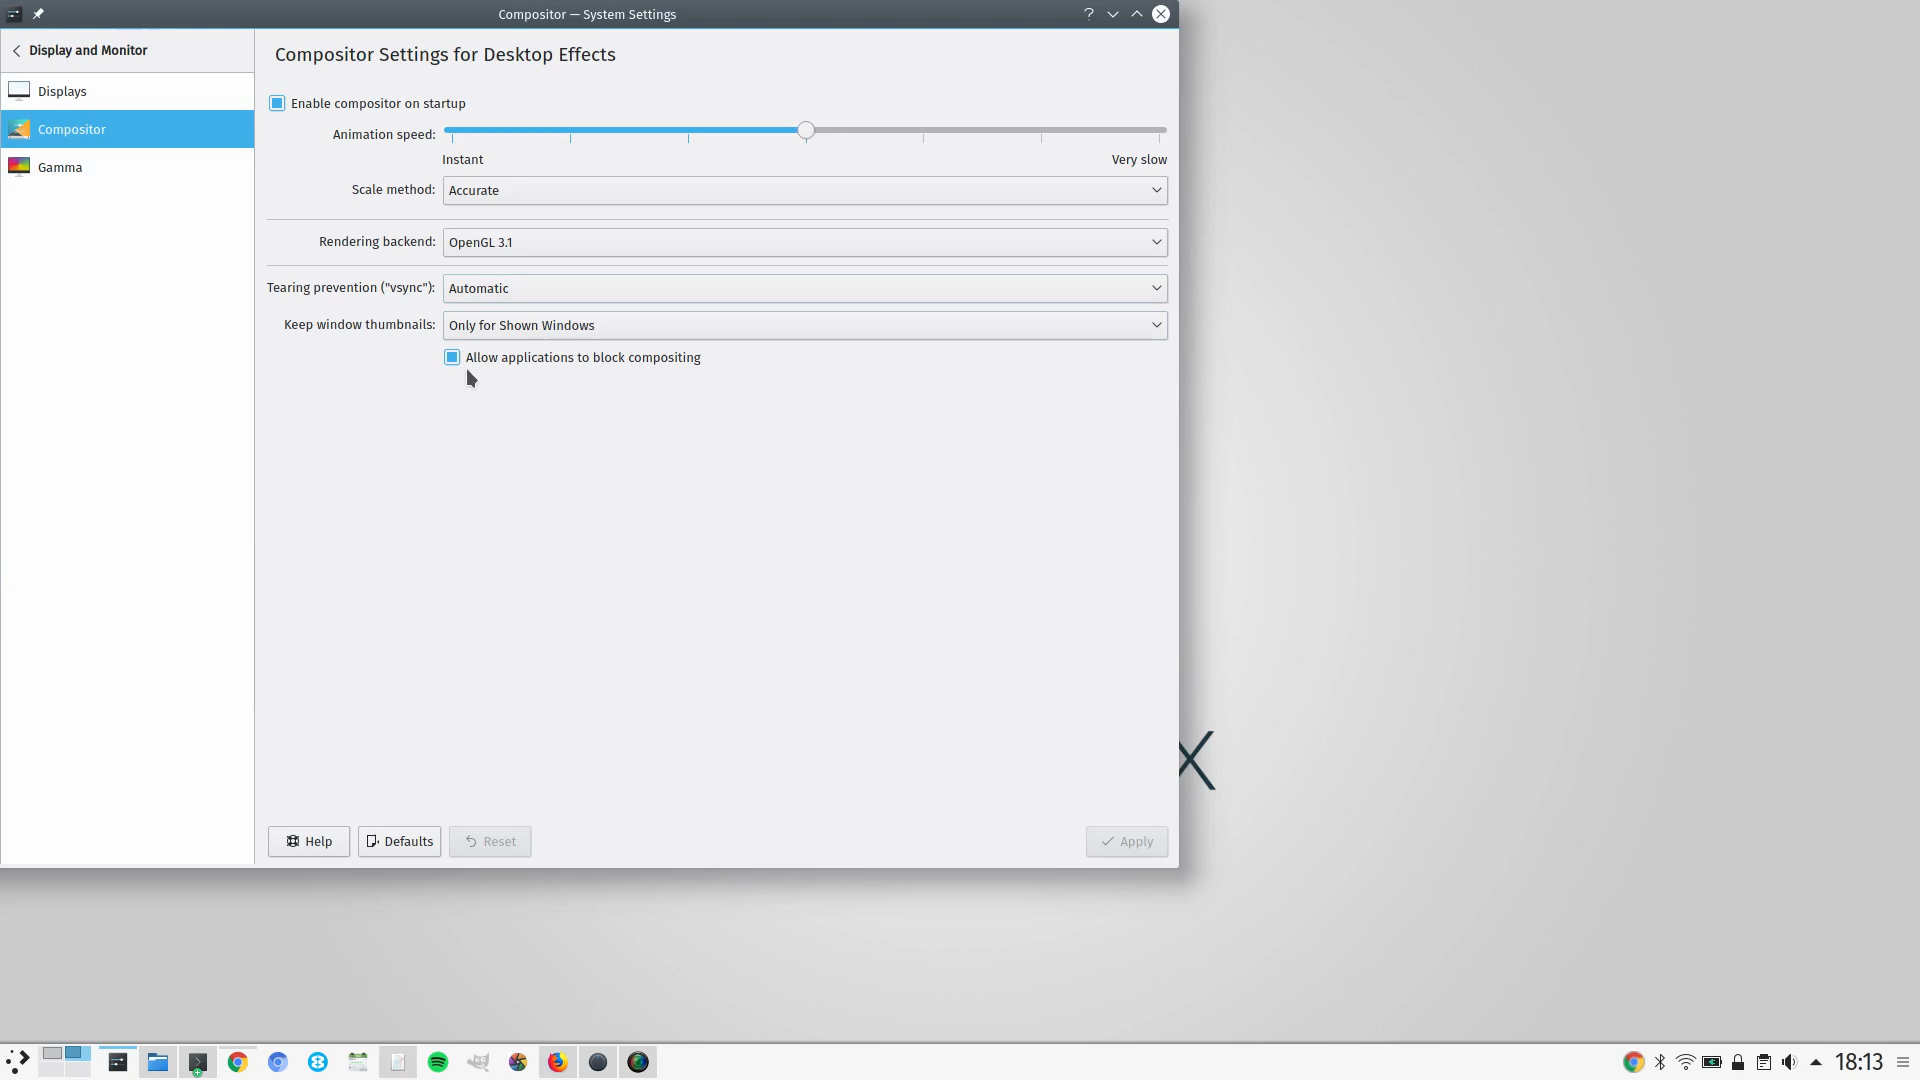 Compositor — System Settings
Display and Monitor
Displays
Compositor
Gamma
Compositor Settings for Desktop Effects
Enable compositor on startup
Animation speed:
Instant
Very slow
Scale method:
Accurate
Rendering backend:
OpenGL 3.1
Tearing prevention ("vsync"):
Automatic
Keep window thumbnails:
Only for Shown Windows
Allow applications to block compositing
Help
Defaults
Reset
Apply
X
18:13